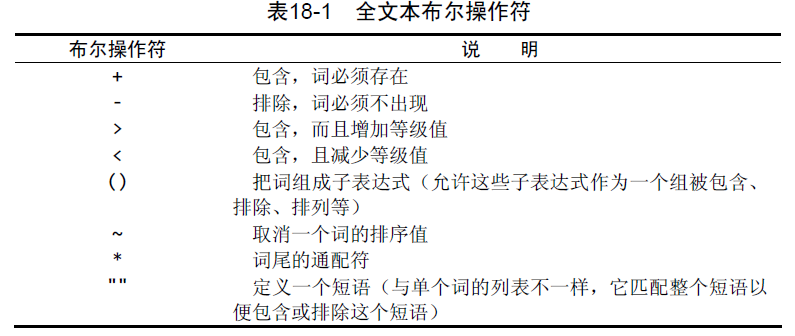 表18-1 全文本布尔操作符
布尔操作符 说 明
+ 包含，词必须存在
- 排除，词必须不出现
> 包含，而且增加等级值
< 包含，且减少等级值
() 把词组成子表达式（允许这些子表达式作为一个组被包含、
排除、排列等）
~ 取消一个词的排序值
* 词尾的通配符
"" 定义一个短语（与单个词的列表不一样，它匹配整个短语以
便包含或排除这个短语）